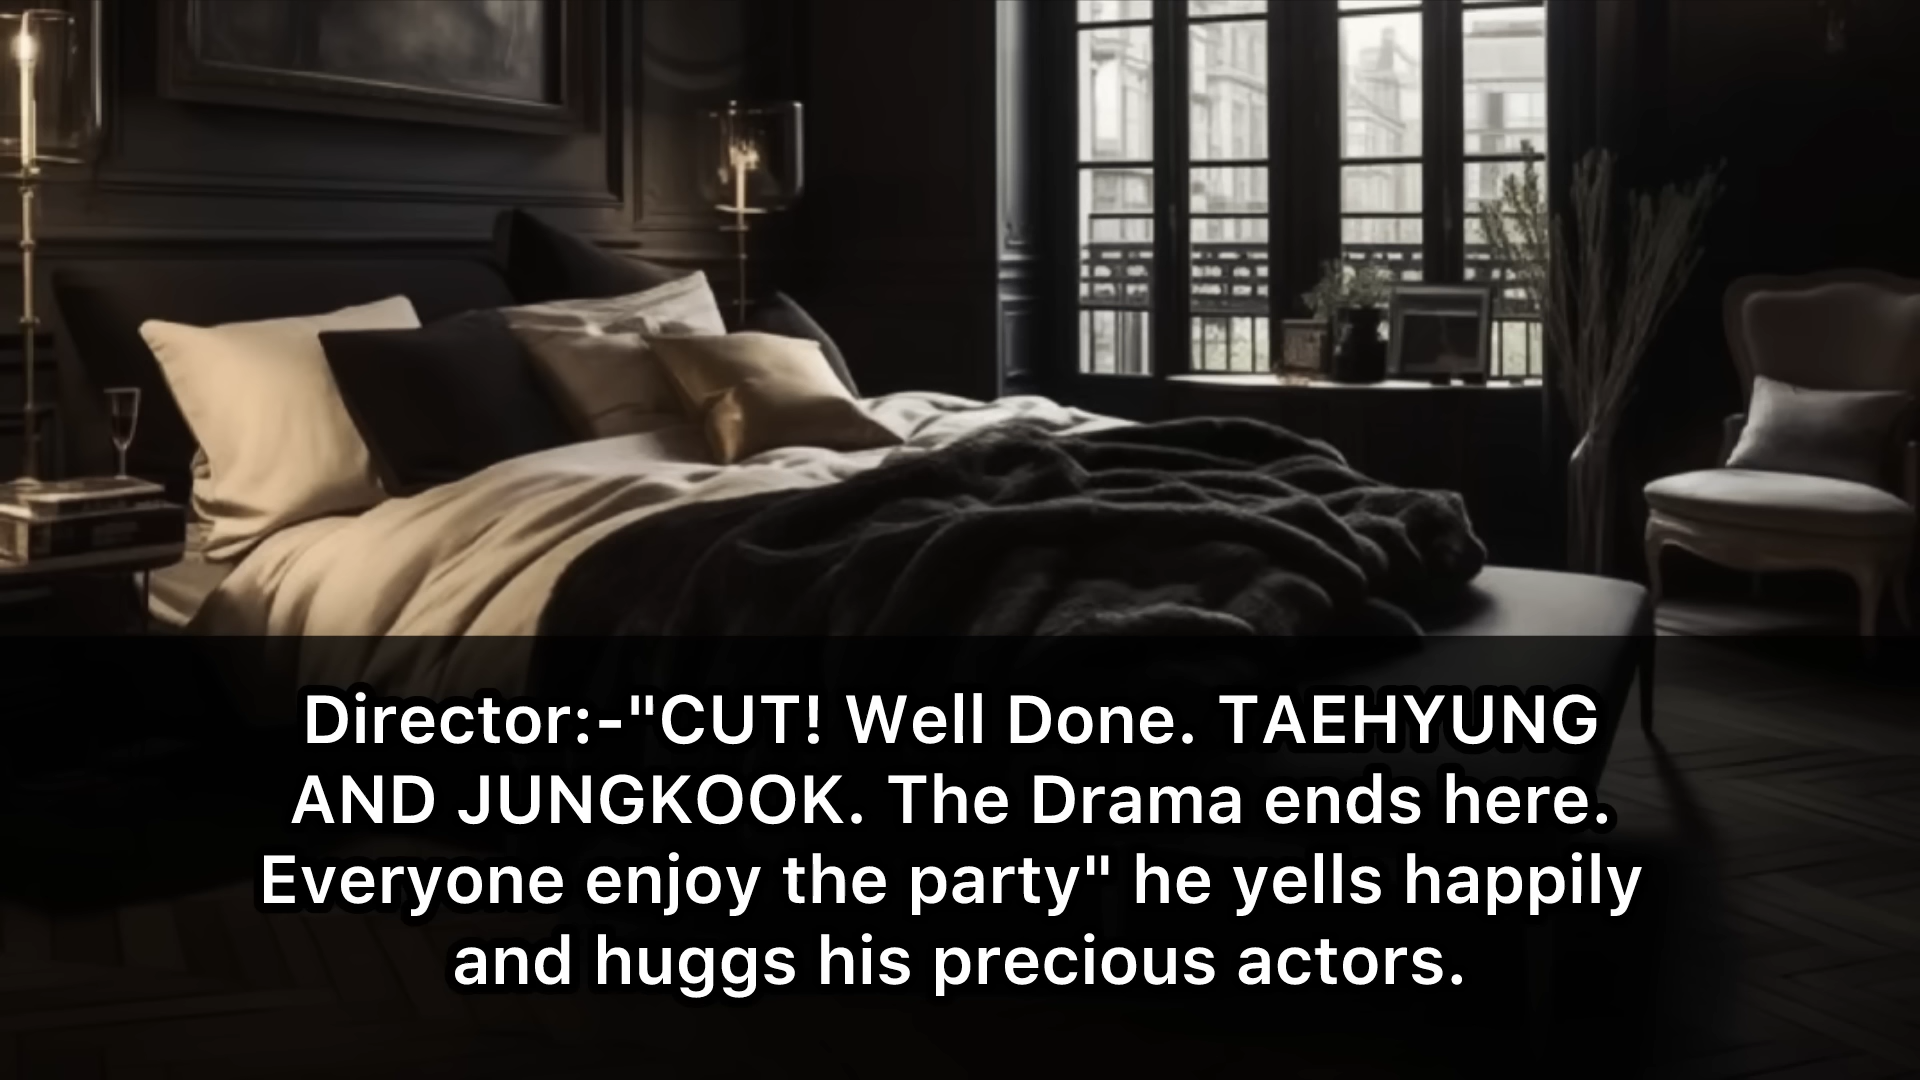 Director:-"CUT! Well Done. TAEHYUNG
AND JUNGKOOK. The Drama ends here.
Everyone enjoy the party" he yells happily
and huggs his precious actors.